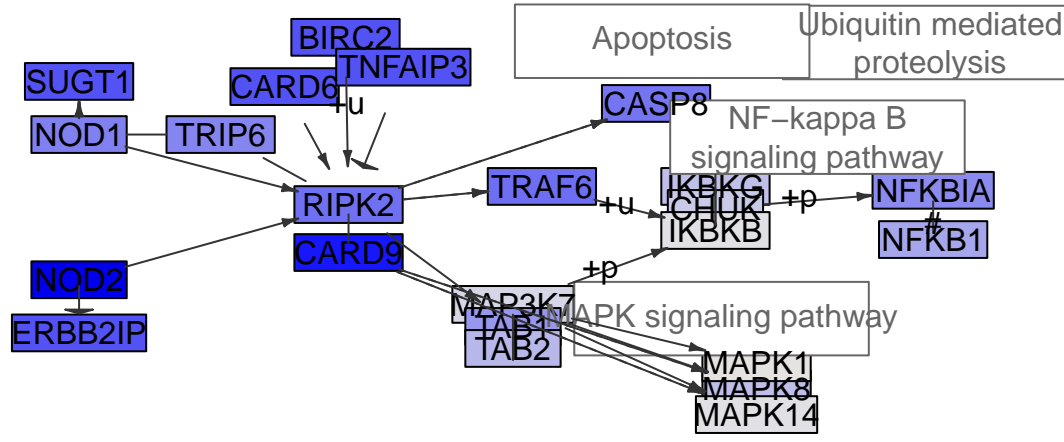 BIRC2
Apoptosis
Ubiquitin mediated
proteolysis
TNFAIP3
SUGT1
CARD6
+u
CASP8
NOD1
TRIP6
NF−kappa B
signaling pathway
RIPK2
TRAF6
+u
IKBKG
CHUK
IKBKB
+p
NFKBIA
#
NFKB1
CARD9
NOD2
+p
ERBB2IP
MAP3K7
TAB1
TAB2
MAPK signaling pathway
MAPK1
MAPK8
MAPK14